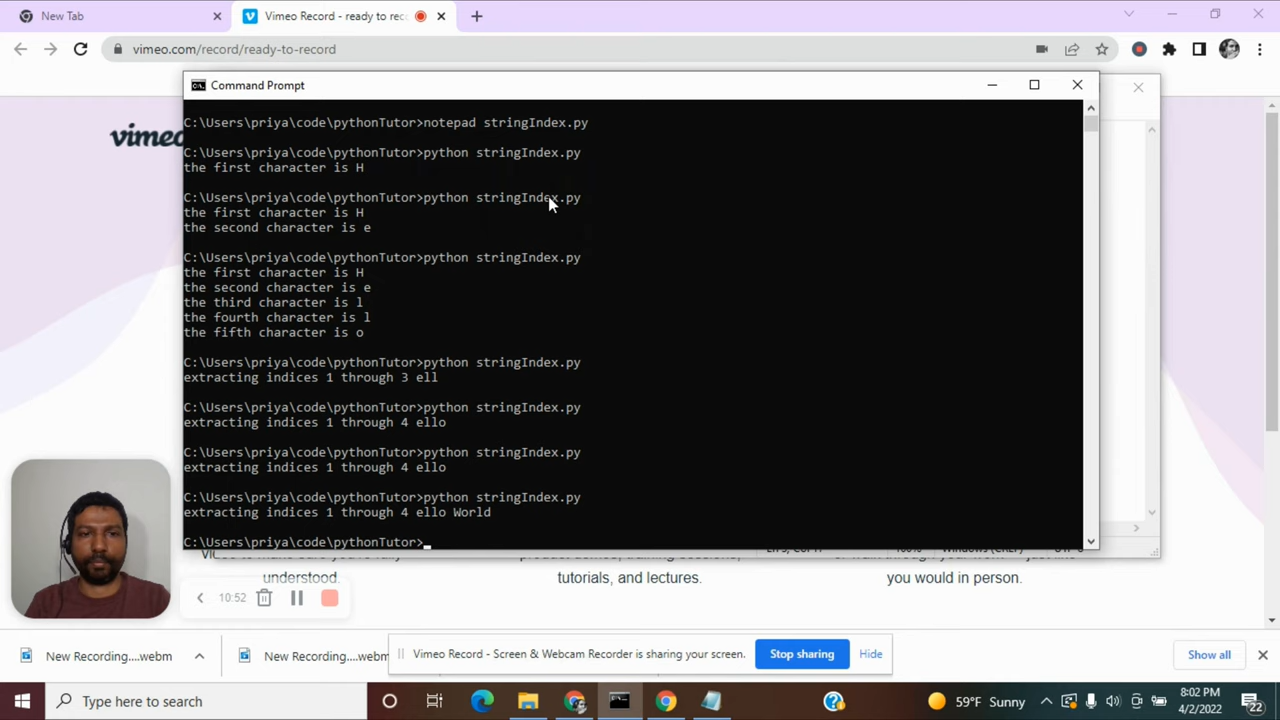 New Tab
Vimeo Record - ready to rec
vimeo.com/record/ready-to-record
vimeo
Command Prompt
C:\Users\priya\code\pythonTutor>notepad stringIndex.py
C:\Users\priya\code\pythonTutor>python stringIndex.py
the first character is H
C:\Users\priya\code\pythonTutor>python stringIndex.py
the first character is H
the second character is e
C:\Users\priya\code\pythonTutor>python stringIndex.py
the first character is H
the second character is e
the third character is l
the fourth character is l
the fifth character is o
C:\Users\priya\code\pythonTutor>python stringIndex.py
extracting indices 1 through 3 ell
C:\Users\priya\code\pythonTutor>python stringIndex.py
extracting indices 1 through 4 ello
C:\Users\priya\code\pythonTutor>python stringIndex.py
extracting indices 1 through 4 ello
C:\Users\priya\code\pythonTutor>python stringIndex.py
extracting indices 1 through 4 ello World
C:\Users\priya\code\pythonTutor>_
understood.
tutorials, and lectures.
you would in person.
10:52
New Recording....webm
New Recording....webm
Vimeo Record - Screen & Webcam Recorder is sharing your screen.
Stop sharing
Hide
Show all
Type here to search
59°F Sunny
8:02 PM
4/2/2022
22